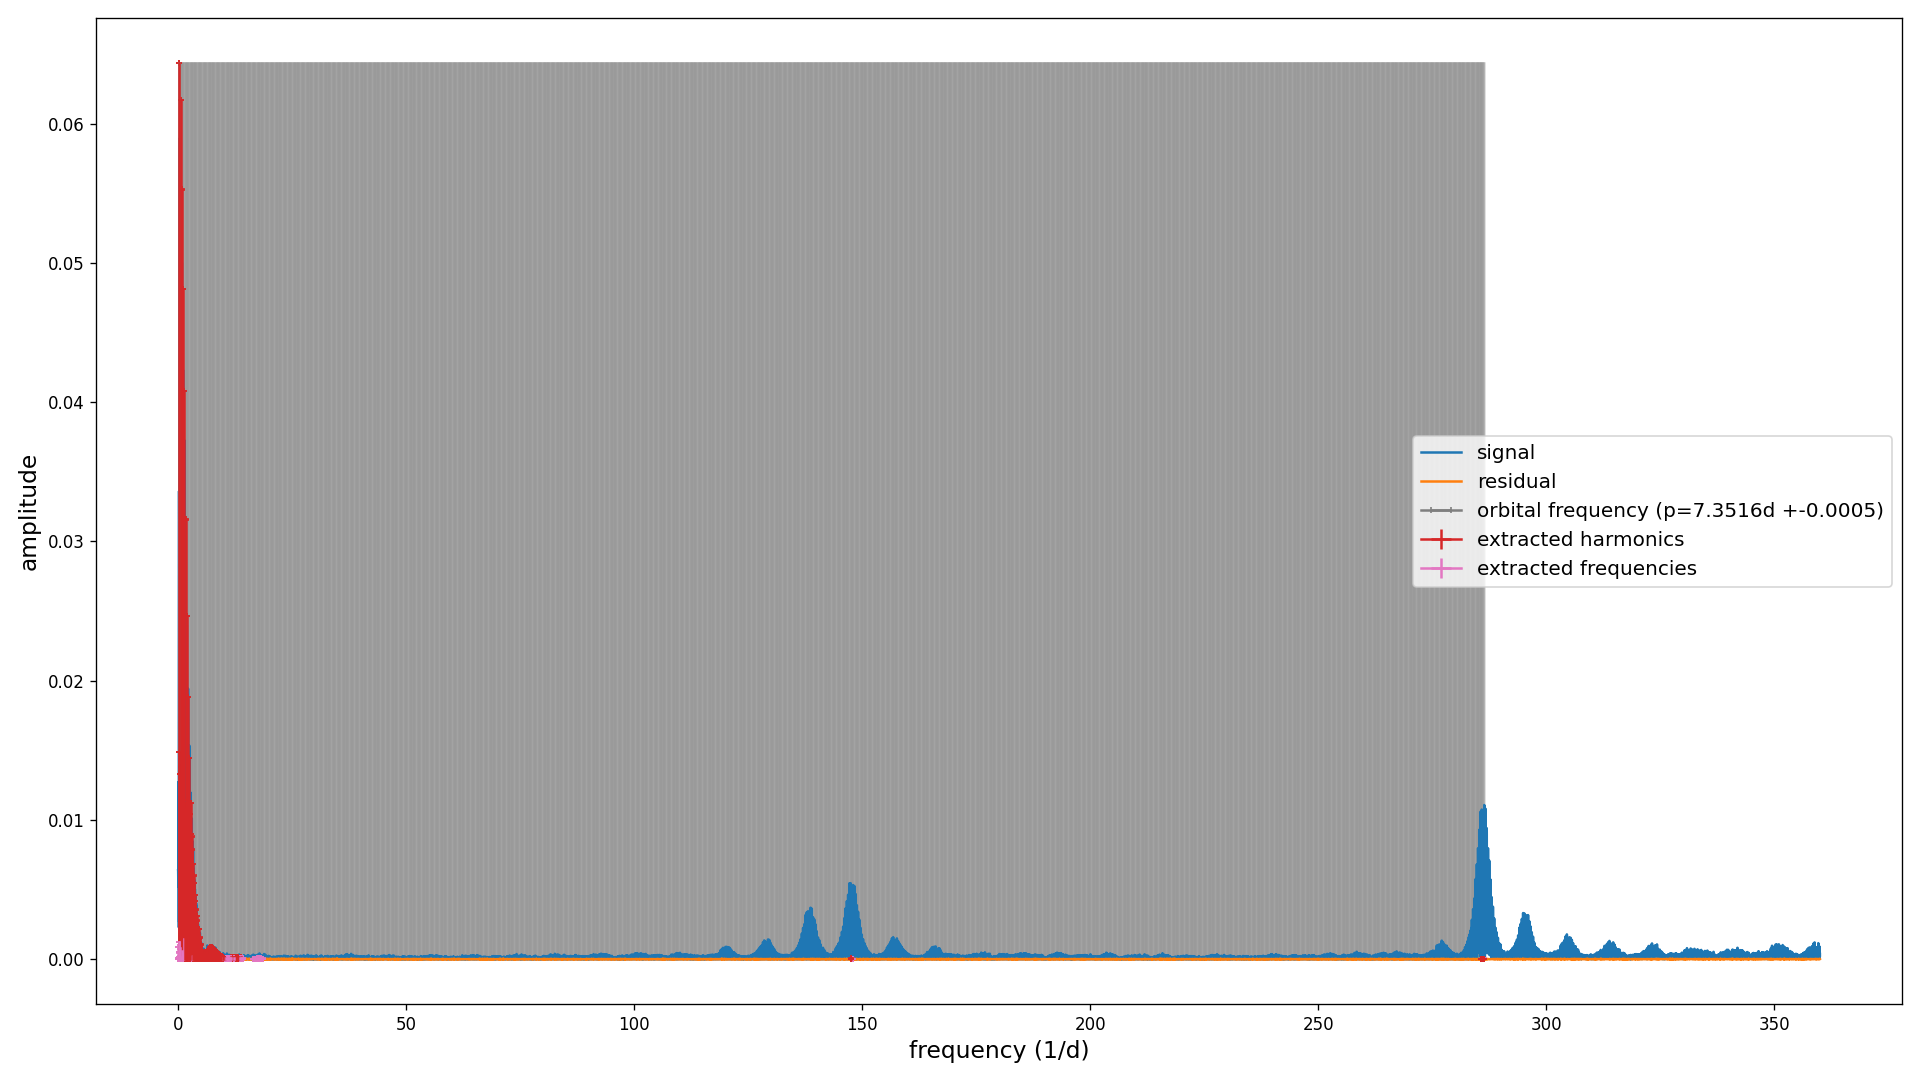 0.06
0.05
0.04
0.03
0.02
0.01
0.00
amplitude
signal
residual
orbital frequency (p=7.3516d +-0.0005)
extracted harmonics
extracted frequencies
0 50 100 150 200 250 300 350
frequency (1/d)